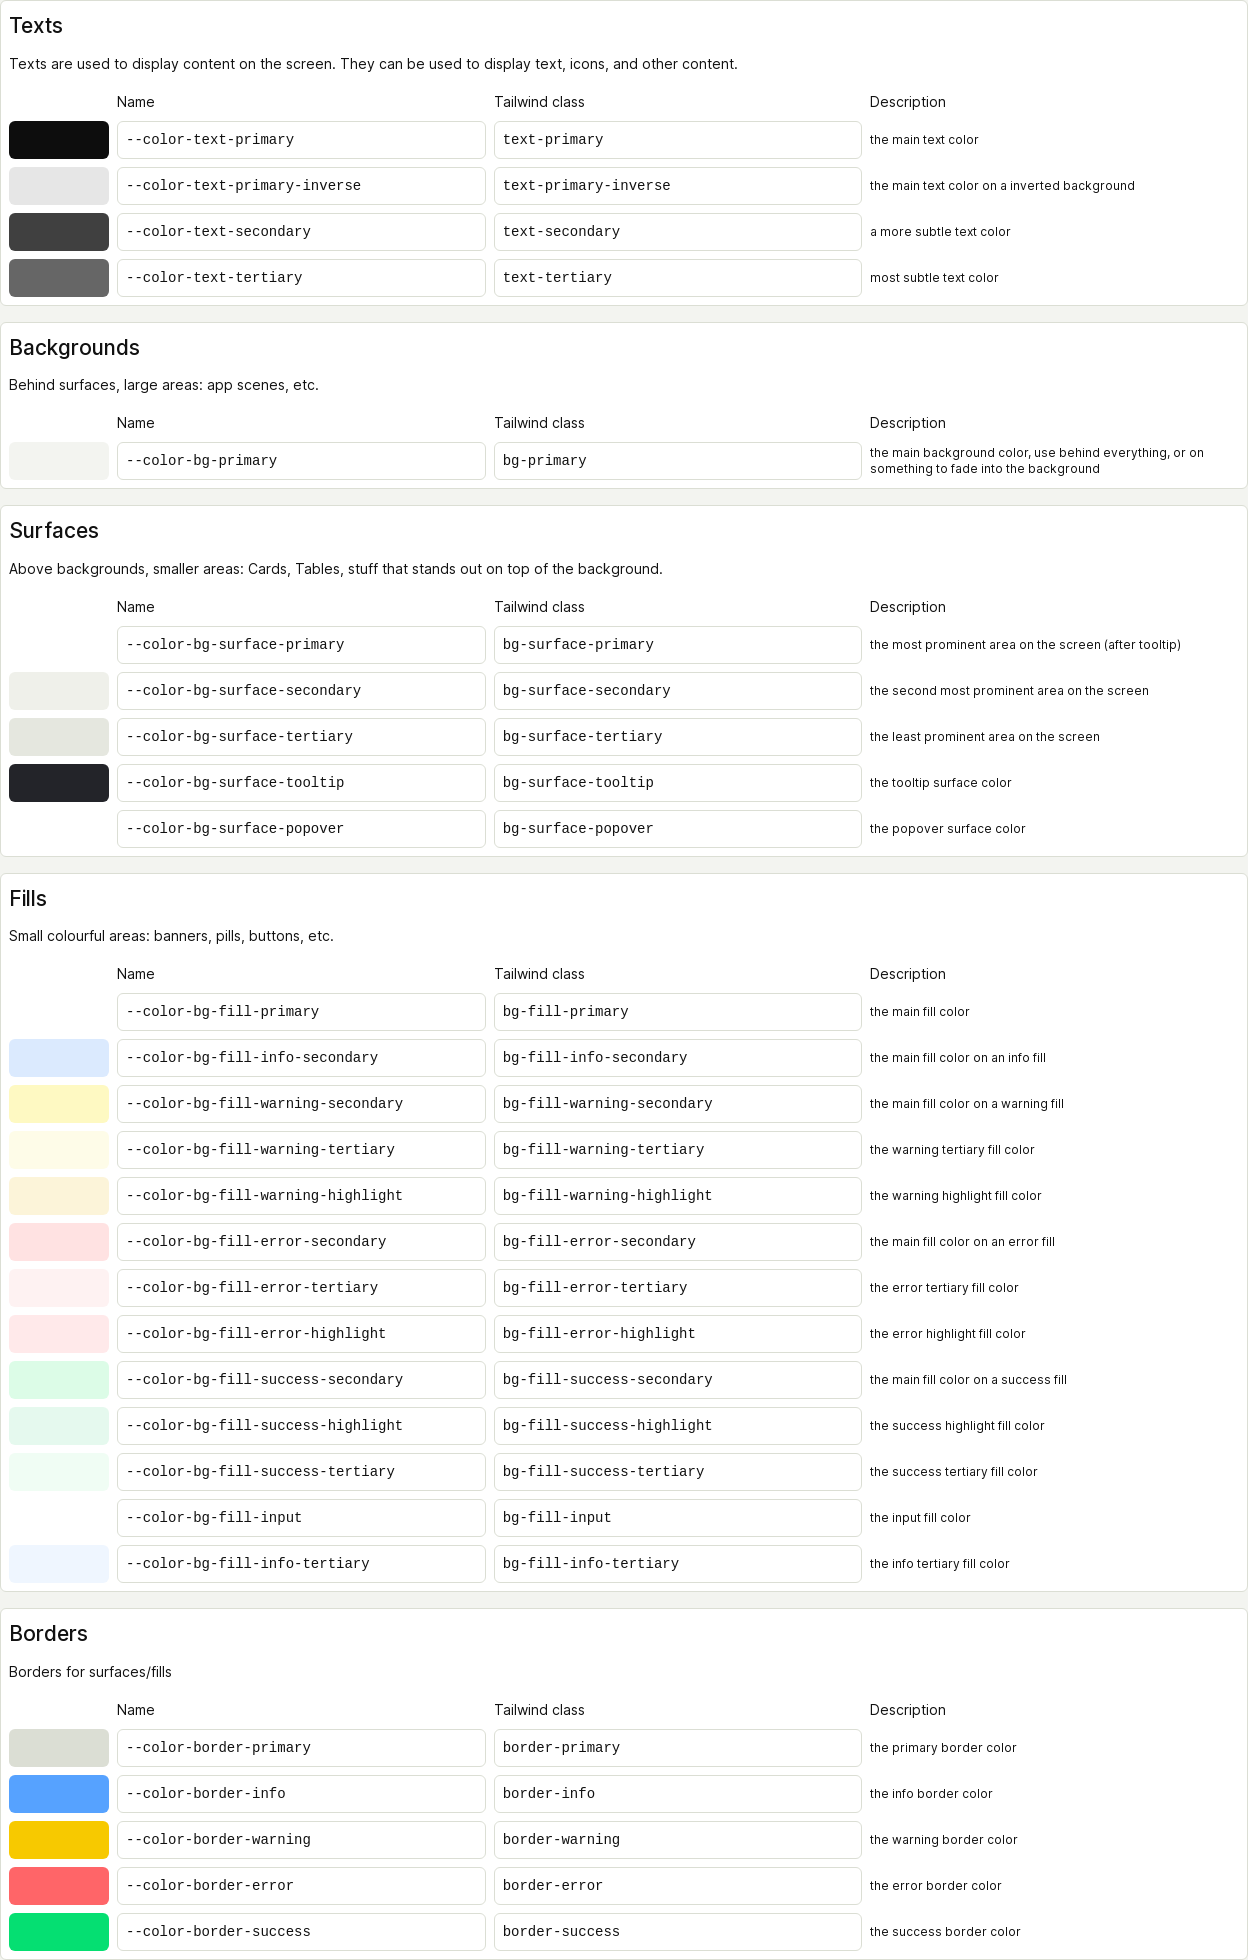 Texts
Texts are used to display content on the screen. They can be used to display text, icons, and other content.
Name Tailwind class Description
--color-text-primary text-primary the main text color
--color-text-primary-inverse text-primary-inverse the main text color on a inverted background
--color-text-secondary text-secondary a more subtle text color
--color-text-tertiary text-tertiary most subtle text color
Backgrounds
Behind surfaces, large areas: app scenes, etc.
Name Tailwind class Description
--color-bg-primary bg-primary the main background color, use behind everything, or on
something to fade into the background
Surfaces
Above backgrounds, smaller areas: Cards, Tables, stuff that stands out on top of the background.
Name Tailwind class Description
--color-bg-surface-primary bg-surface-primary the most prominent area on the screen (after tooltip)
--color-bg-surface-secondary bg-surface-secondary the second most prominent area on the screen
--color-bg-surface-tertiary bg-surface-tertiary the least prominent area on the screen
--color-bg-surface-tooltip bg-surface-tooltip the tooltip surface color
--color-bg-surface-popover bg-surface-popover the popover surface color
Fills
Small colourful areas: banners, pills, buttons, etc.
Name Tailwind class Description
--color-bg-fill-primary bg-fill-primary the main fill color
--color-bg-fill-info-secondary bg-fill-info-secondary the main fill color on an info fill
--color-bg-fill-warning-secondary bg-fill-warning-secondary the main fill color on a warning fill
--color-bg-fill-warning-tertiary bg-fill-warning-tertiary the warning tertiary fill color
--color-bg-fill-warning-highlight bg-fill-warning-highlight the warning highlight fill color
--color-bg-fill-error-secondary bg-fill-error-secondary the main fill color on an error fill
--color-bg-fill-error-tertiary bg-fill-error-tertiary the error tertiary fill color
--color-bg-fill-error-highlight bg-fill-error-highlight the error highlight fill color
--color-bg-fill-success-secondary bg-fill-success-secondary the main fill color on a success fill
--color-bg-fill-success-highlight bg-fill-success-highlight the success highlight fill color
--color-bg-fill-success-tertiary bg-fill-success-tertiary the success tertiary fill color
--color-bg-fill-input bg-fill-input the input fill color
--color-bg-fill-info-tertiary bg-fill-info-tertiary the info tertiary fill color
Borders
Borders for surfaces/fills
Name Tailwind class Description
--color-border-primary border-primary the primary border color
--color-border-info border-info the info border color
--color-border-warning border-warning the warning border color
--color-border-error border-error the error border color
--color-border-success border-success the success border color